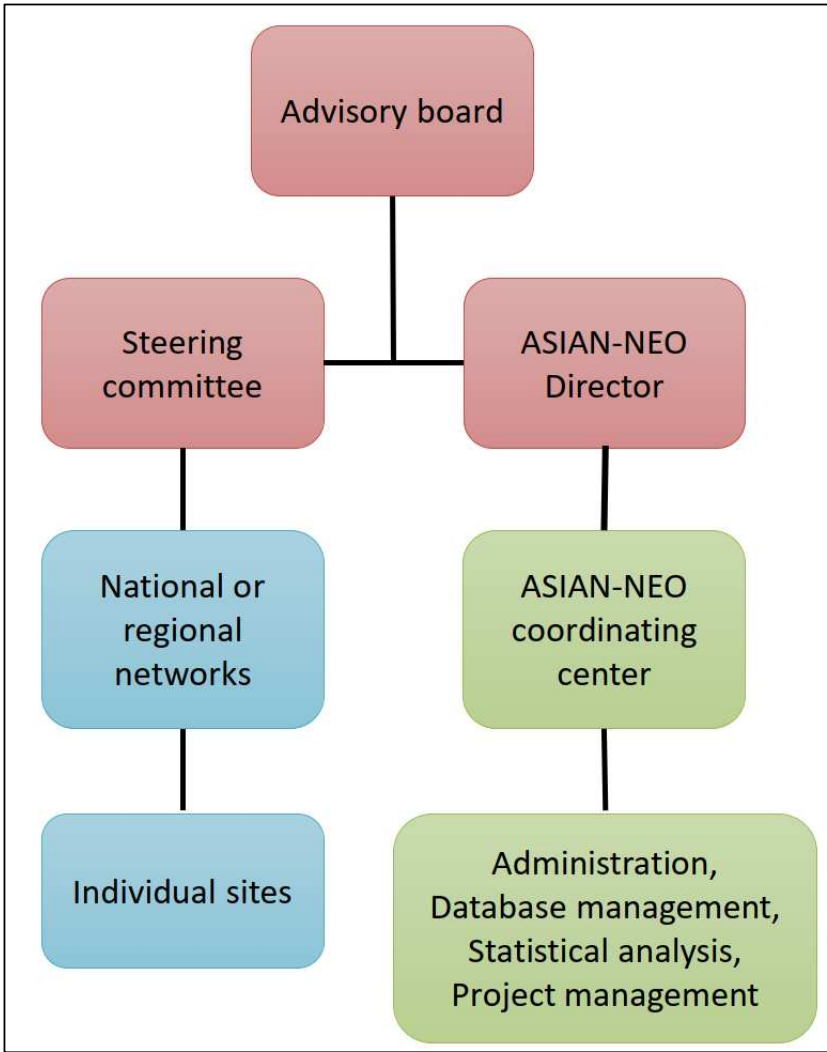 Advisory board
Steering
committee
ASIAN-NEO
Director
National or
regional
networks
ASIAN-NEO
coordinating
center
Individual sites
Administration,
Database management,
Statistical analysis,
Project management